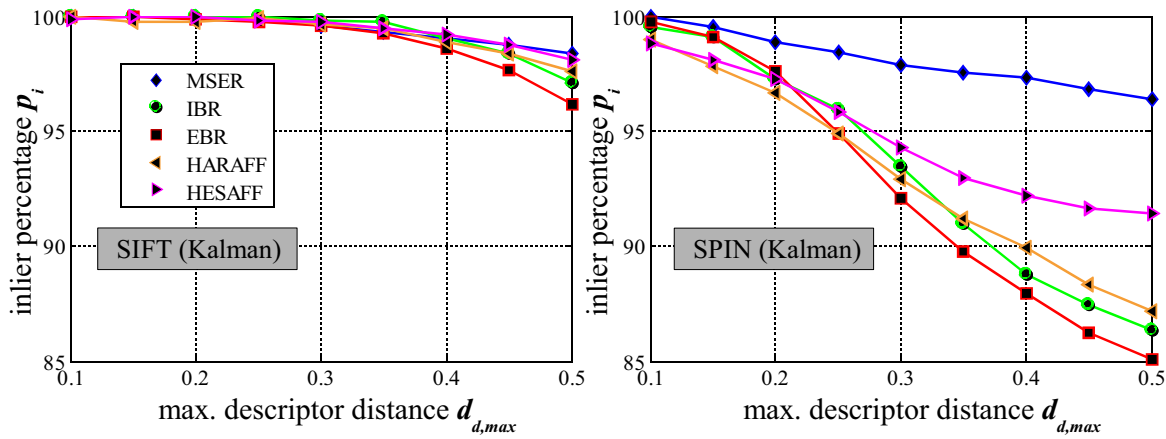 100
95
90
85
inlier percentage p_i
MSER
IBR
EBR
HARAFF
HESAFF
SIFT (Kalman)
0.1 0.2 0.3 0.4 0.5
max. descriptor distance d_d,max
100
95
90
85
inlier percentage p_i
SPIN (Kalman)
0.1 0.2 0.3 0.4 0.5
max. descriptor distance d_d,max